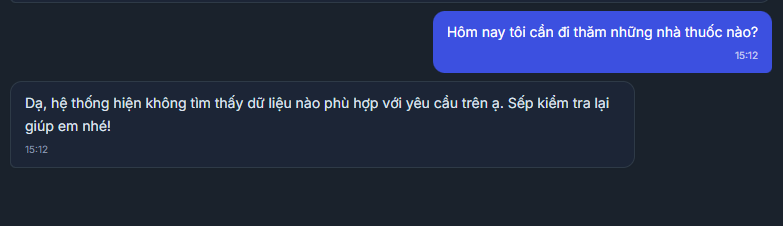 Hôm nay tôi cần đi thăm những nhà thuốc nào?
15:12
Dạ, hệ thống hiện không tìm thấy dữ liệu nào phù hợp với yêu cầu trên ạ. Sếp kiểm tra lại
giúp em nhé!
15:12